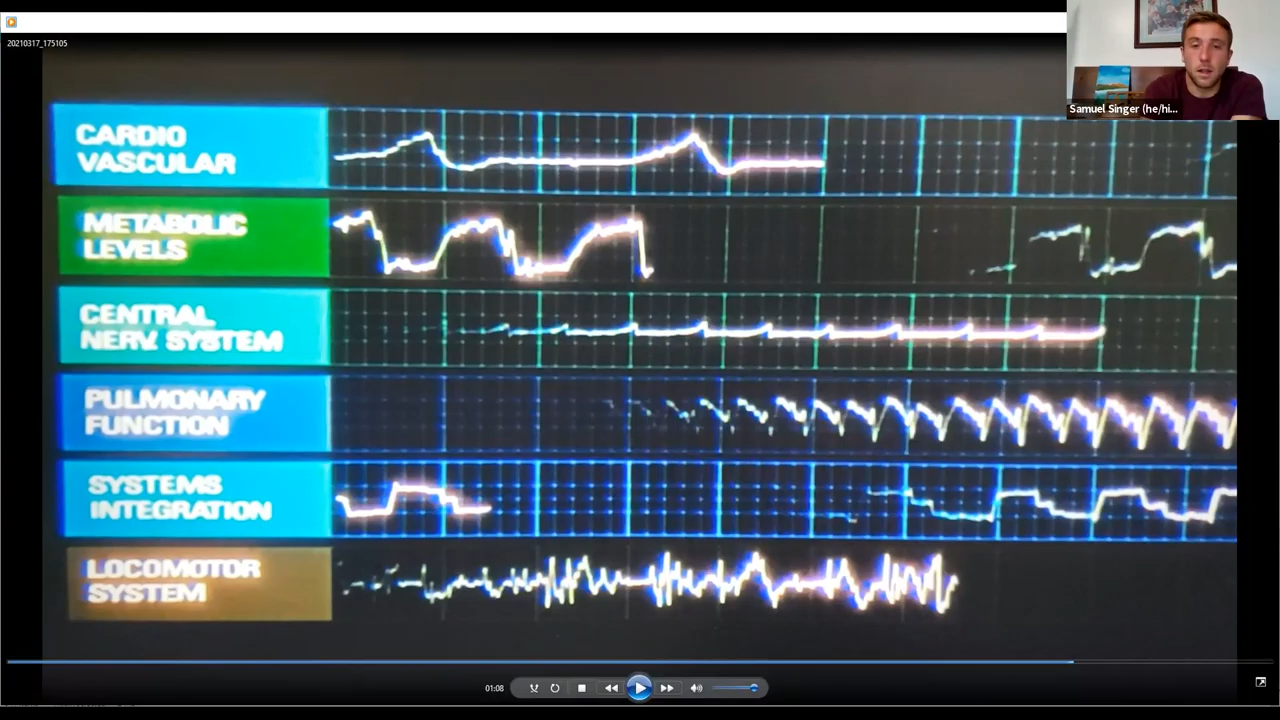 20210317_175105
Samuel Singer (he/hi...
CARDIO
VASCULAR
METABOLIC
LEVELS
CENTRAL
NERV. SYSTEM
PULMONARY
FUNCTION
SYSTEMS
INTEGRATION
LOCOMOTOR
SYSTEM
01:08